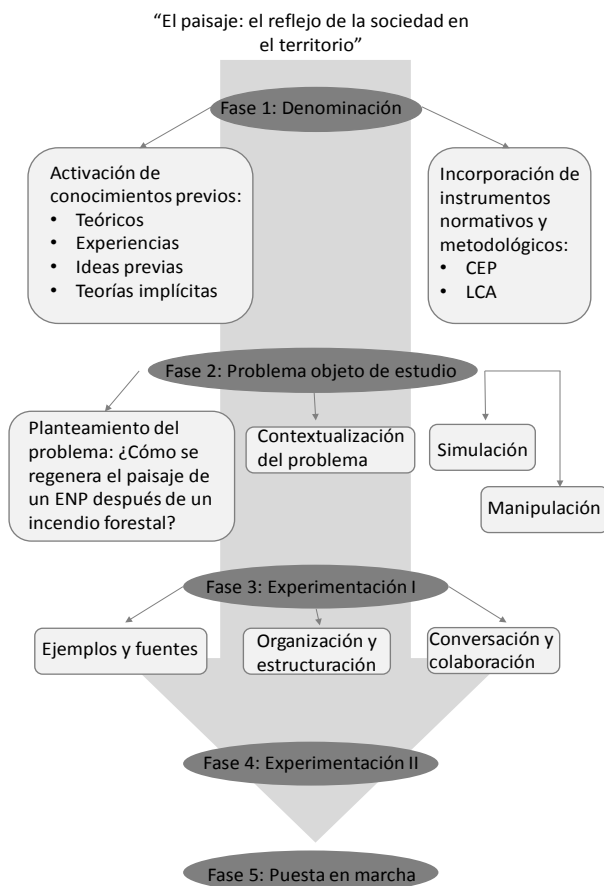 “El paisaje: el reflejo de la sociedad en
el territorio”
Fase 1: Denominación
Activación de
conocimientos previos:
• Teóricos
• Experiencias
• Ideas previas
• Teorías implícitas
Incorporación de
instrumentos
normativos y
metodológicos:
• CEP
• LCA
Fase 2: Problema objeto de estudio
Planteamiento del
problema: ¿Cómo se
regenera el paisaje de
un ENP después de un
incendio forestal?
Contextualización
del problema
Simulación
Manipulación
Fase 3: Experimentación I
Ejemplos y fuentes
Organización y
estructuración
Conversación y
colaboración
Fase 4: Experimentación II
Fase 5: Puesta en marcha